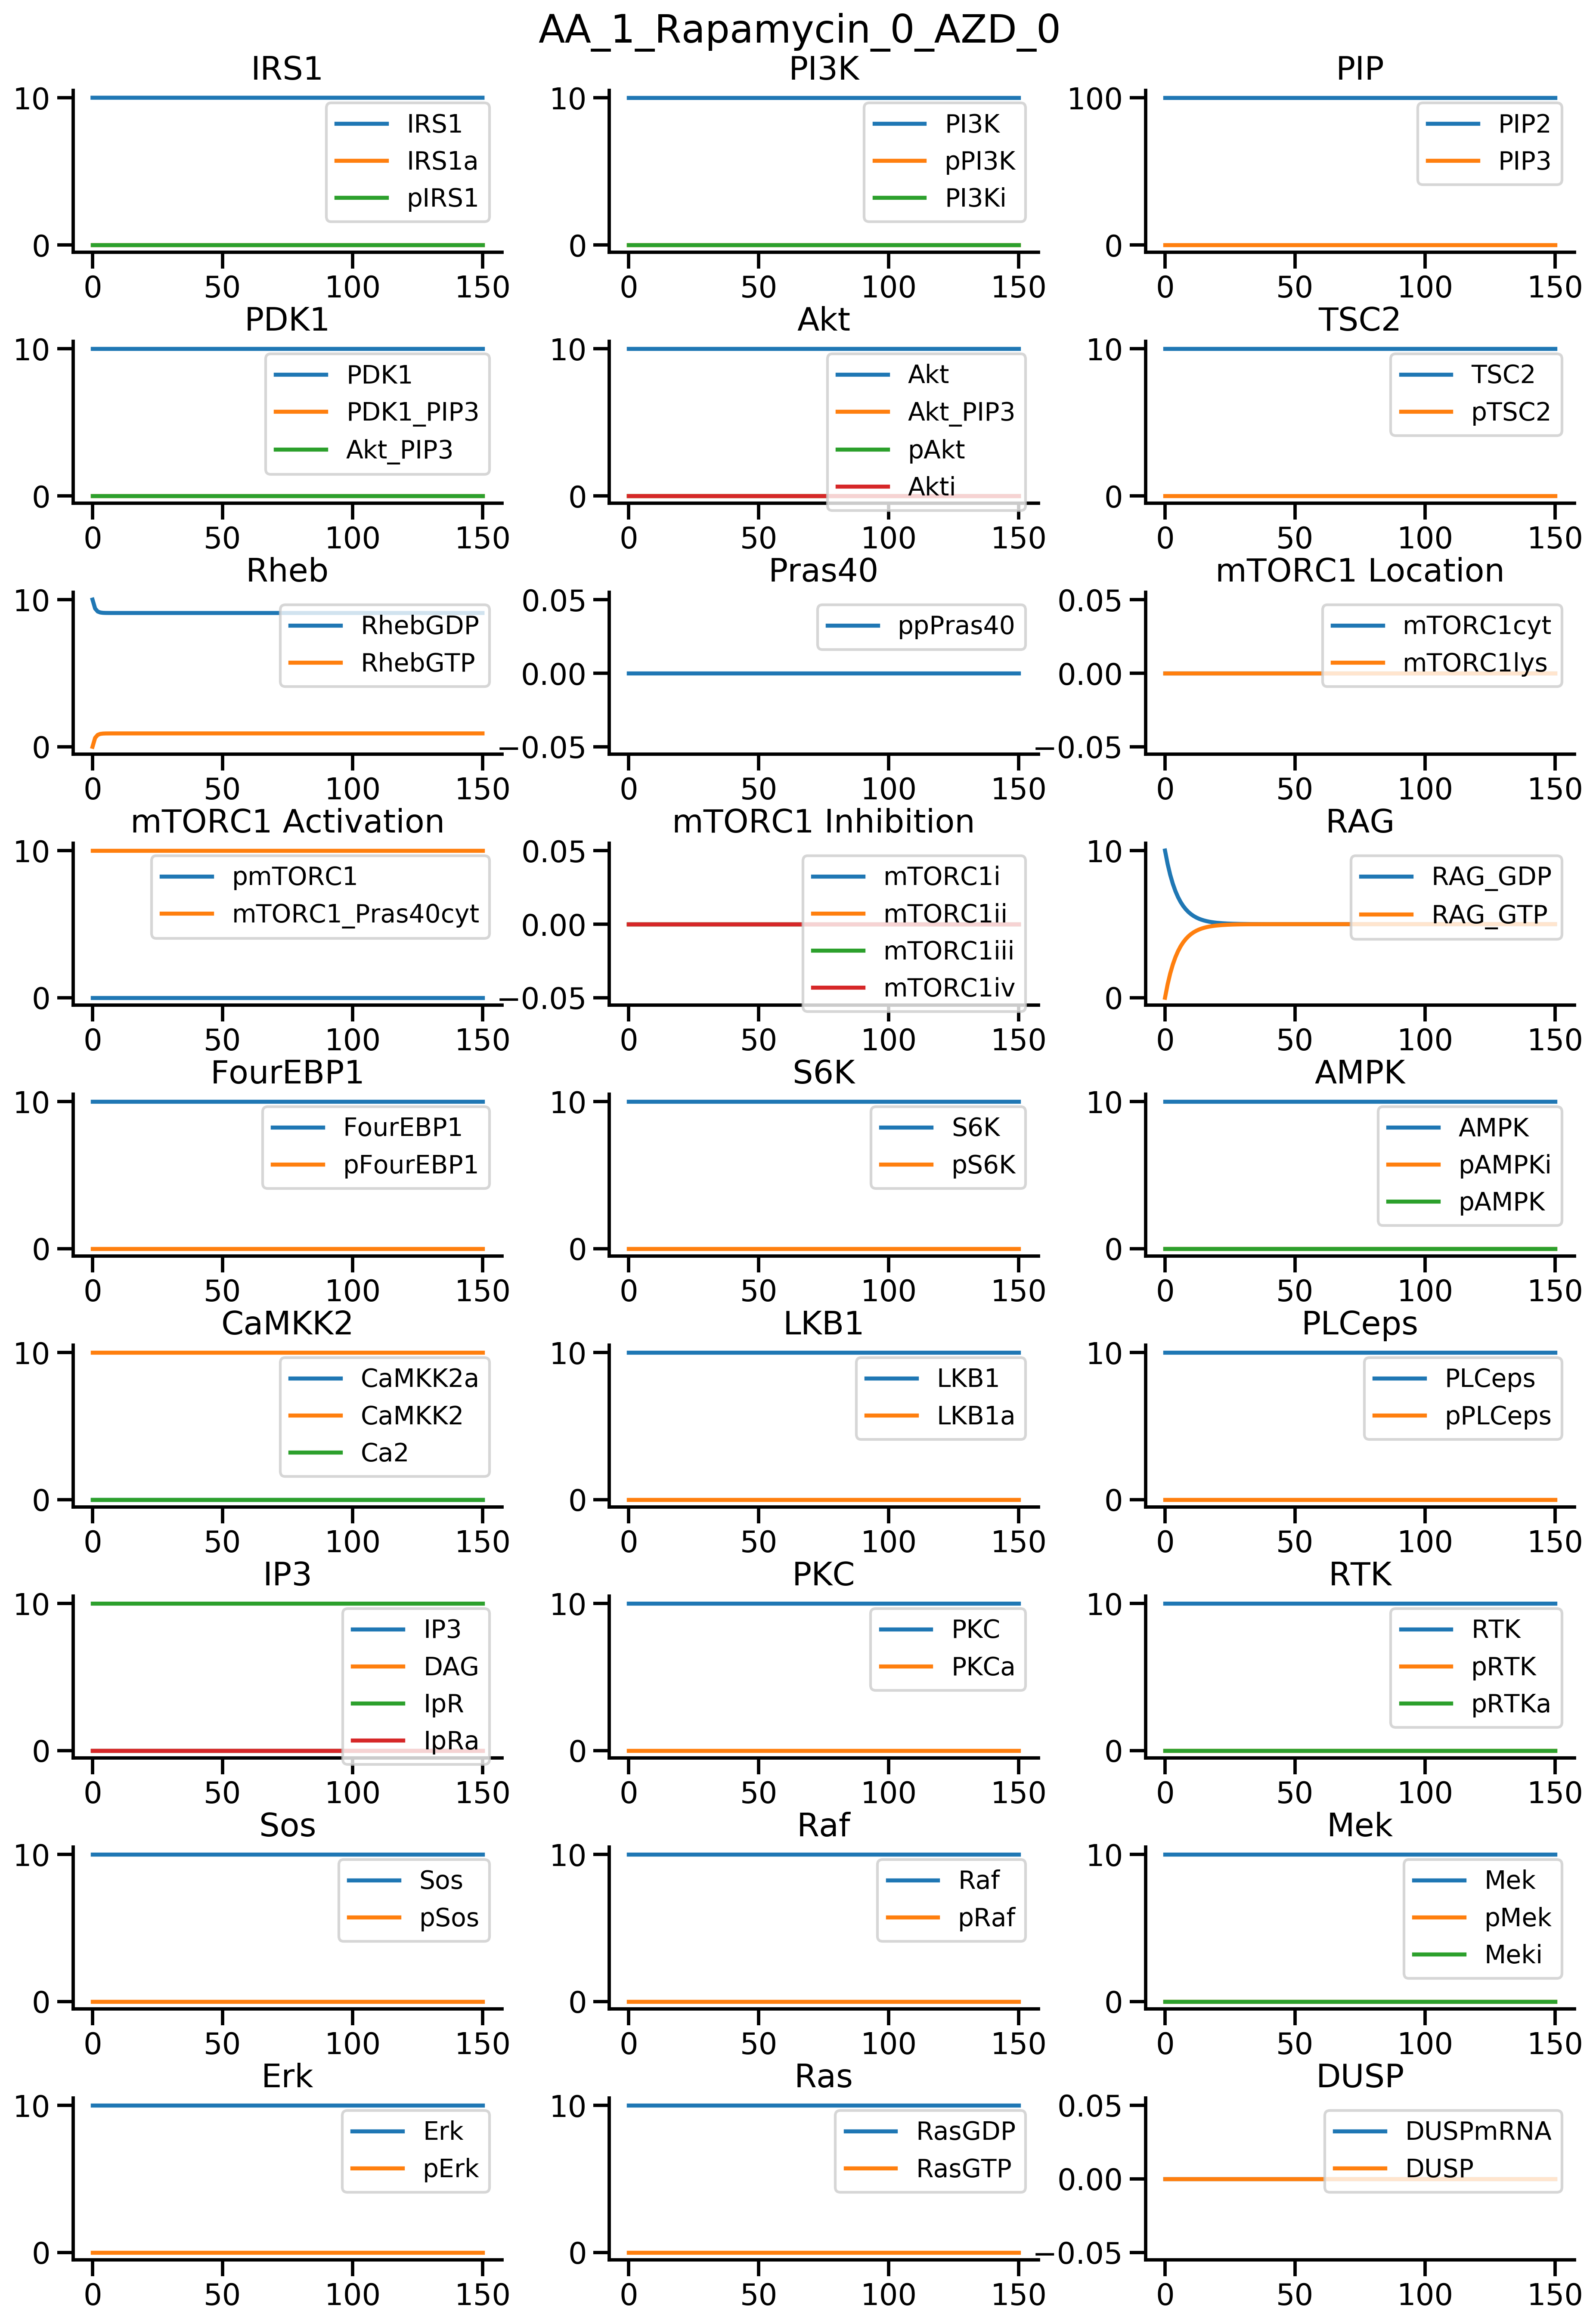 AA_1_Rapamycin_0_AZD_0
IRS1
10
0
0 50 100 150
IRS1
IRS1a
pIRS1
PI3K
10
0
0 50 100 150
PI3K
pPI3K
PI3Ki
PIP
100
0
0 50 100 150
PIP2
PIP3
PDK1
10
0
0 50 100 150
PDK1
PDK1_PIP3
Akt_PIP3
Akt
10
0
0 50 100 150
Akt
Akt_PIP3
pAkt
Akti
TSC2
10
0
0 50 100 150
TSC2
pTSC2
Rheb
10
0
0 50 100 150
RhebGDP
RhebGTP
Pras40
0.05
0.00
−0.05
0 50 100 150
ppPras40
mTORC1 Location
0.05
0.00
−0.05
0 50 100 150
mTORC1cyt
mTORC1lys
mTORC1 Activation
10
0
0 50 100 150
pmTORC1
mTORC1_Pras40cyt
mTORC1 Inhibition
0.05
0.00
−0.05
0 50 100 150
mTORC1i
mTORC1ii
mTORC1iii
mTORC1iv
RAG
10
0
0 50 100 150
RAG_GDP
RAG_GTP
FourEBP1
10
0
0 50 100 150
FourEBP1
pFourEBP1
S6K
10
0
0 50 100 150
S6K
pS6K
AMPK
10
0
0 50 100 150
AMPK
pAMPKi
pAMPK
CaMKK2
10
0
0 50 100 150
CaMKK2a
CaMKK2
Ca2
LKB1
10
0
0 50 100 150
LKB1
LKB1a
PLCeps
10
0
0 50 100 150
PLCeps
pPLCeps
IP3
10
0
0 50 100 150
IP3
DAG
IpR
IpRa
PKC
10
0
0 50 100 150
PKC
PKCa
RTK
10
0
0 50 100 150
RTK
pRTK
pRTKa
Sos
10
0
0 50 100 150
Sos
pSos
Raf
10
0
0 50 100 150
Raf
pRaf
Mek
10
0
0 50 100 150
Mek
pMek
Meki
Erk
10
0
0 50 100 150
Erk
pErk
Ras
10
0
0 50 100 150
RasGDP
RasGTP
DUSP
0.05
0.00
−0.05
0 50 100 150
DUSPmRNA
DUSP